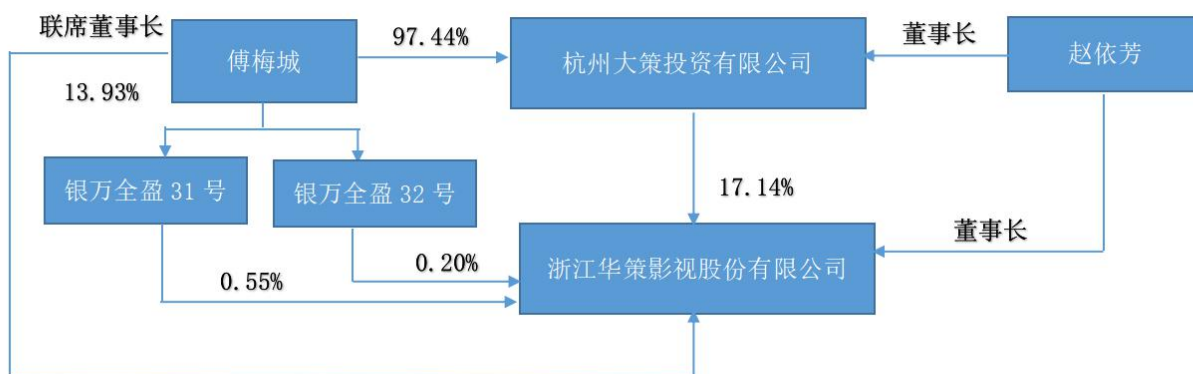 联席董事长
傅梅城
97.44%
杭州大策投资有限公司
董事长
赵依芳
13.93%
银万全盈 31 号
银万全盈 32 号
17.14%
董事长
0.55%
0.20%
浙江华策影视股份有限公司